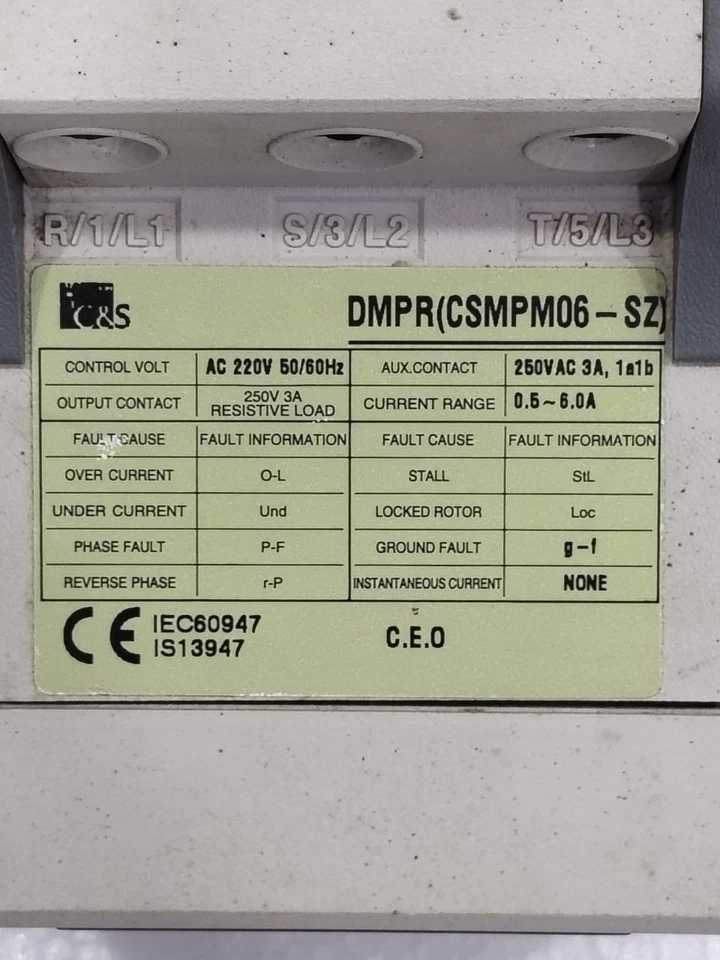 R/1/L1 S/3/L2 T/5/L3
C&S
DMPR(CSMPM06-SZ)
CONTROL VOLT AC 220V 50/60Hz AUX.CONTACT 250VAC 3A, 1a1b
OUTPUT CONTACT 250V 3A RESISTIVE LOAD CURRENT RANGE 0.5~6.0A
FAULT CAUSE FAULT INFORMATION FAULT CAUSE FAULT INFORMATION
OVER CURRENT O-L STALL StL
UNDER CURRENT Und LOCKED ROTOR Loc
PHASE FAULT P-F GROUND FAULT g-f
REVERSE PHASE r-P INSTANTANEOUS CURRENT NONE
CE IEC60947
IS13947
C.E.O